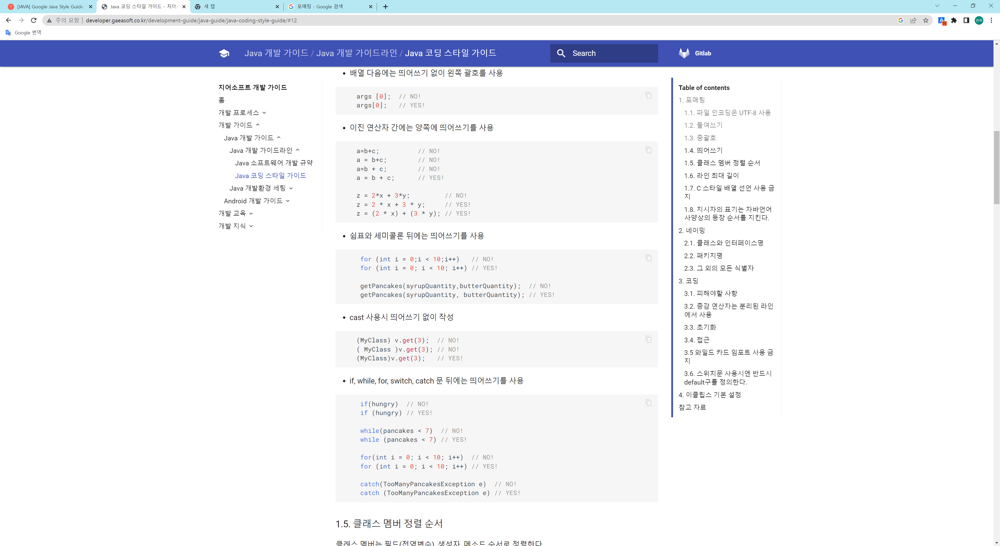 [JAVA] Google Java Style Guide
Java 코딩 스타일 가이드 - 지어소
새 탭
포매팅 - Google 검색
주의 요함
developer.gaeasoft.co.kr/development-guide/java-guide/java-coding-style-guide/#12
관욱
Google 번역
Java 개발 가이드 / Java 개발 가이드라인 / Java 코딩 스타일 가이드
Search
Gitlab
지어소프트 개발 가이드
홈
개발 프로세스
개발 가이드
Java 개발 가이드
Java 개발 가이드라인
Java 소프트웨어 개발 규약
Java 코딩 스타일 가이드
Java 개발환경 세팅
Android 개발 가이드
개발 교육
개발 지식
• 배열 다음에는 띄어쓰기 없이 왼쪽 괄호를 사용
args [0];  // NO!
args[0];   // YES!
• 이진 연산자 간에는 양쪽에 띄어쓰기를 사용
a=b+c;          // NO!
a = b+c;        // NO!
a=b + c;        // NO!
a = b + c;      // YES!
z = 2*x + 3*y;         // NO!
z = 2 * x + 3 * y;     // YES!
z = (2 * x) + (3 * y); // YES!
• 쉼표와 세미콜론 뒤에는 띄어쓰기를 사용
for (int i = 0;i < 10;i++)   // NO!
for (int i = 0; i < 10; i++) // YES!
getPancakes(syrupQuantity,butterQuantity);  // NO!
getPancakes(syrupQuantity, butterQuantity); // YES!
• cast 사용시 띄어쓰기 없이 작성
(MyClass) v.get(3);  // NO!
( MyClass )v.get(3); // NO!
(MyClass)v.get(3);   // YES!
• if, while, for, switch, catch 문 뒤에는 띄어쓰기를 사용
if(hungry)  // NO!
if (hungry) // YES!
while(pancakes < 7)  // NO!
while (pancakes < 7) // YES!
for(int i = 0; i < 10; i++)  // NO!
for (int i = 0; i < 10; i++) // YES!
catch(TooManyPancakesException e)  // NO!
catch (TooManyPancakesException e) // YES!
1.5. 클래스 멤버 정렬 순서
클래스 멤버는 필드(전역변수), 생성자, 메소드 순서로 정렬한다
Table of contents
1. 포매팅
1.1. 파일 인코딩은 UTF-8 사용
1.2. 들여쓰기
1.3. 중괄호
1.4. 띄어쓰기
1.5. 클래스 멤버 정렬 순서
1.6. 라인 최대 길이
1.7. C 스타일 배열 선언 사용 금
지
1.8. 지시자의 표기는 자바언어
사양상의 등장 순서를 지킨다.
2. 네이밍
2.1. 클래스와 인터페이스명
2.2. 패키지명
2.3. 그 외의 모든 식별자
3. 코딩
3.1. 피해야할 사항
3.2. 증감 연산자는 분리된 라인
에서 사용
3.3. 초기화
3.4. 접근
3.5 와일드 카드 임포트 사용 금
지
3.6. 스위치문 사용시엔 반드시
default구를 정의한다.
4. 이클립스 기본 설정
참고 자료